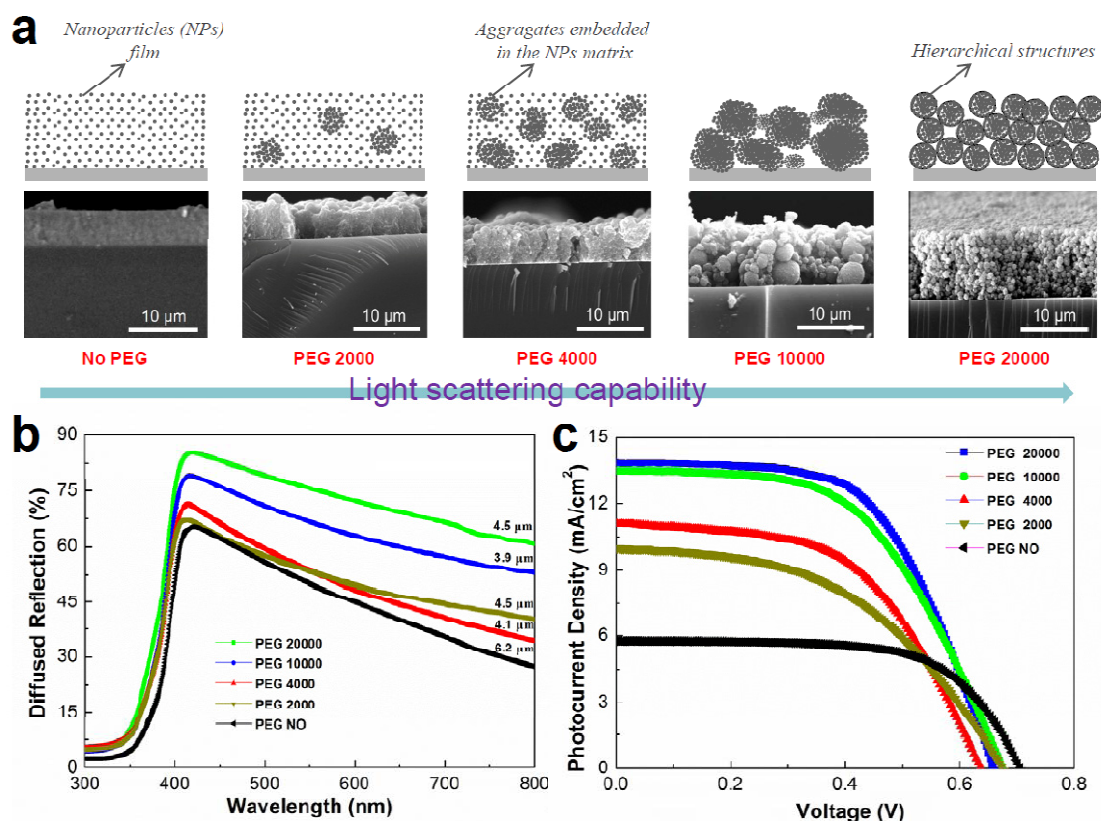 a
Nanoparticles (NPs)
film
Aggragates embedded
in the NPs matrix
Hierarchical structures
10 µm
10 µm
10 µm
10 µm
10 µm
No PEG
PEG 2000
PEG 4000
PEG 10000
PEG 20000
Light scattering capability
b
90
75
60
45
30
15
0
Diffused Reflection (%)
4.5 µm
3.9 µm
4.5 µm
4.1 µm
6.2 µm
PEG 20000
PEG 10000
PEG 4000
PEG 2000
PEG NO
300 400 500 600 700 800
Wavelength (nm)
c
15
12
9
6
3
0
Photocurrent Density (mA/cm²)
PEG 20000
PEG 10000
PEG 4000
PEG 2000
PEG NO
0.0 0.2 0.4 0.6 0.8
Voltage (V)